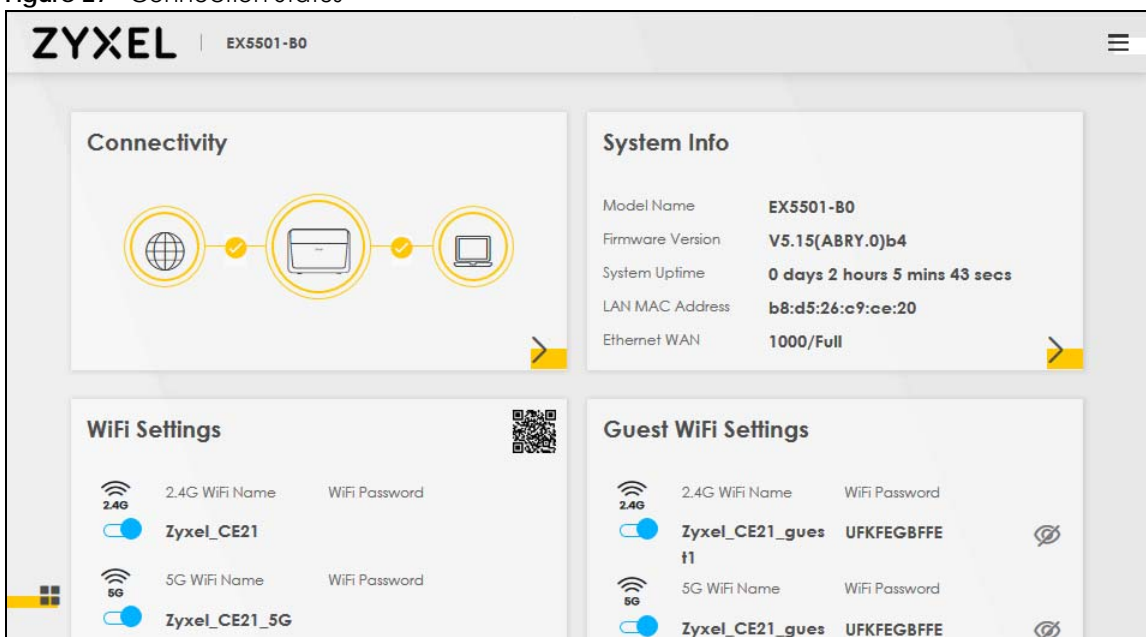 ZYXEL EX5501-B0
Connectivity
System Info
Model Name EX5501-B0
Firmware Version V5.15(ABRY.0)b4
System Uptime 0 days 2 hours 5 mins 43 secs
LAN MAC Address b8:d5:26:c9:ce:20
Ethernet WAN 1000/Full
WiFi Settings
2.4G 2.4G WiFi Name WiFi Password
Zyxel_CE21
5G 5G WiFi Name WiFi Password
Zyxel_CE21_5G
Guest WiFi Settings
2.4G 2.4G WiFi Name WiFi Password
Zyxel_CE21_gues UFKFEGBFFE
t1
5G 5G WiFi Name WiFi Password
Zyxel_CE21_gues UFKFEGBFFE